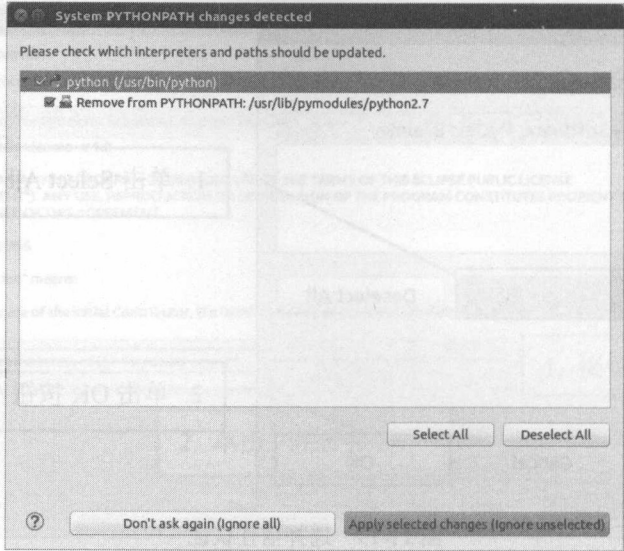 System PYTHONPATH changes detected
Please check which interpreters and paths should be updated.
python (/usr/bin/python)
Remove from PYTHONPATH: /usr/lib/pymodules/python2.7
Select All
Deselect All
?
Don't ask again (Ignore all)
Apply selected changes (Ignore unselected)